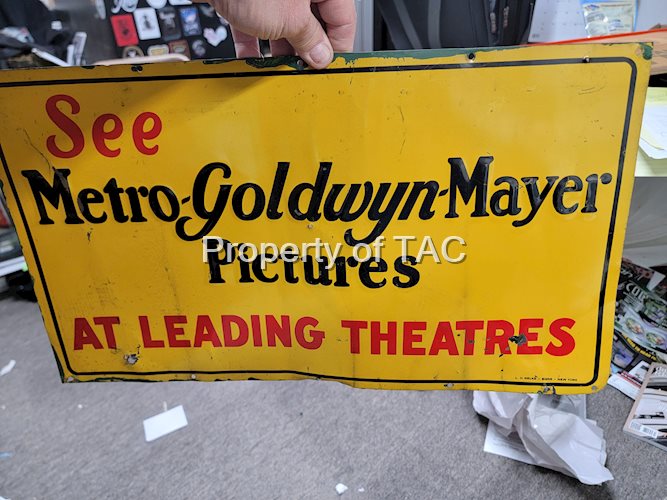 See
Metro-Goldwyn-Mayer
Property of TAC
Pictures
AT LEADING THEATRES